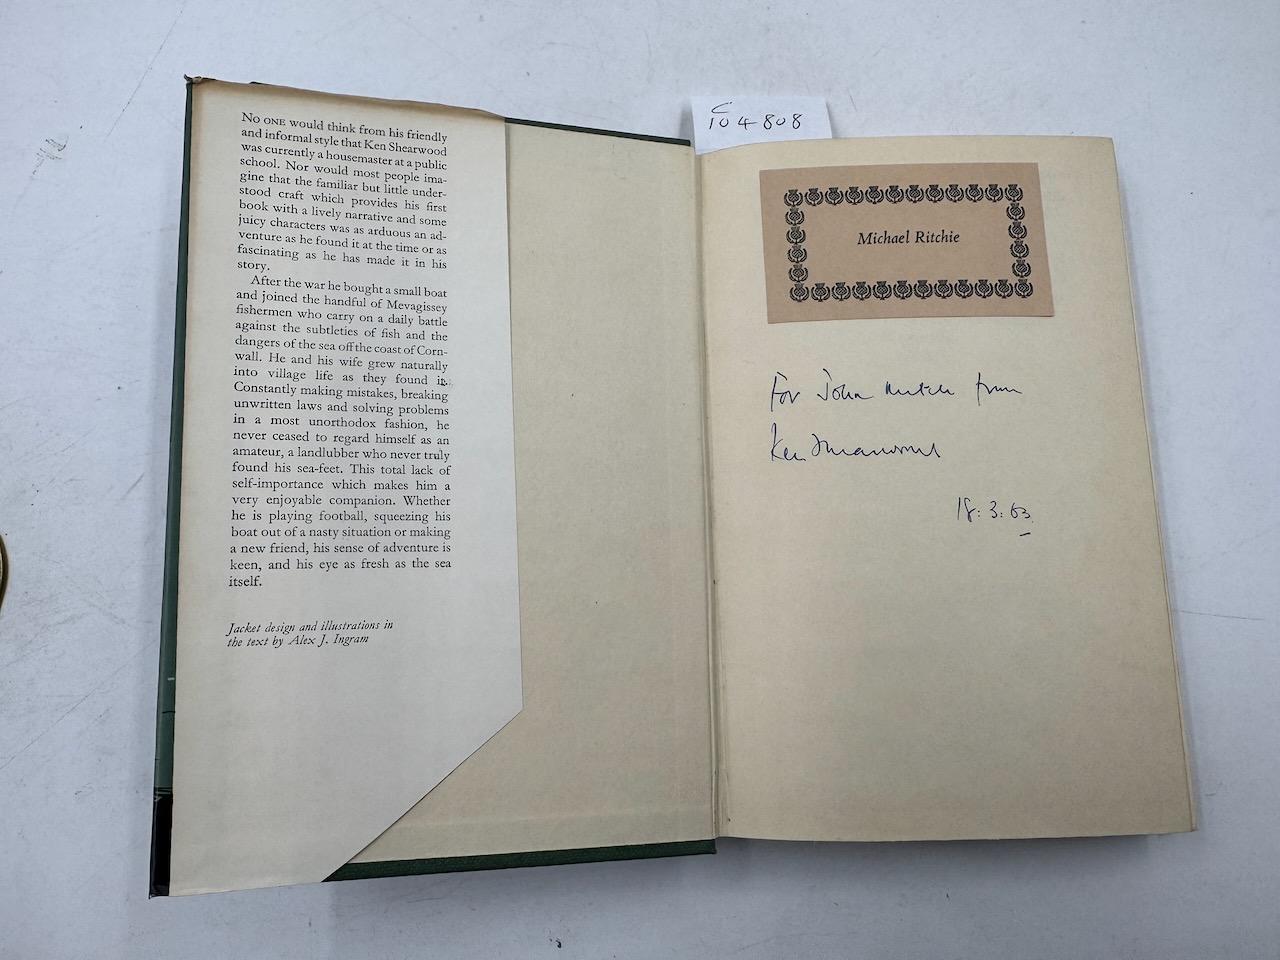 No one would think from his friendly
and informal style that Ken Shearwood
was currently a housemaster at a public
school. Nor would most people ima-
gine that the familiar but little under-
stood craft which provides his first
book with a lively narrative and some
juicy characters was as arduous an ad-
venture as he found it at the time or as
fascinating as he has made it in his
story.
After the war he bought a small boat
and joined the handful of Mevagissey
fishermen who carry on a daily battle
against the subtleties of fish and the
dangers of the sea off the coast of Corn-
wall. He and his wife grew naturally
into village life as they found it.
Constantly making mistakes, breaking
unwritten laws and solving problems
in a most unorthodox fashion, he
never ceased to regard himself as an
amateur, a landlubber who never truly
found his sea-feet. This total lack of
self-importance which makes him a
very enjoyable companion. Whether
he is playing football, squeezing his
boat out of a nasty situation or making
a new friend, his sense of adventure is
keen, and his eye as fresh as the sea
itself.
Jacket design and illustrations in
the text by Alex J. Ingram
C
104808
Michael Ritchie
For John from
Ken Shearwood
18:3:63